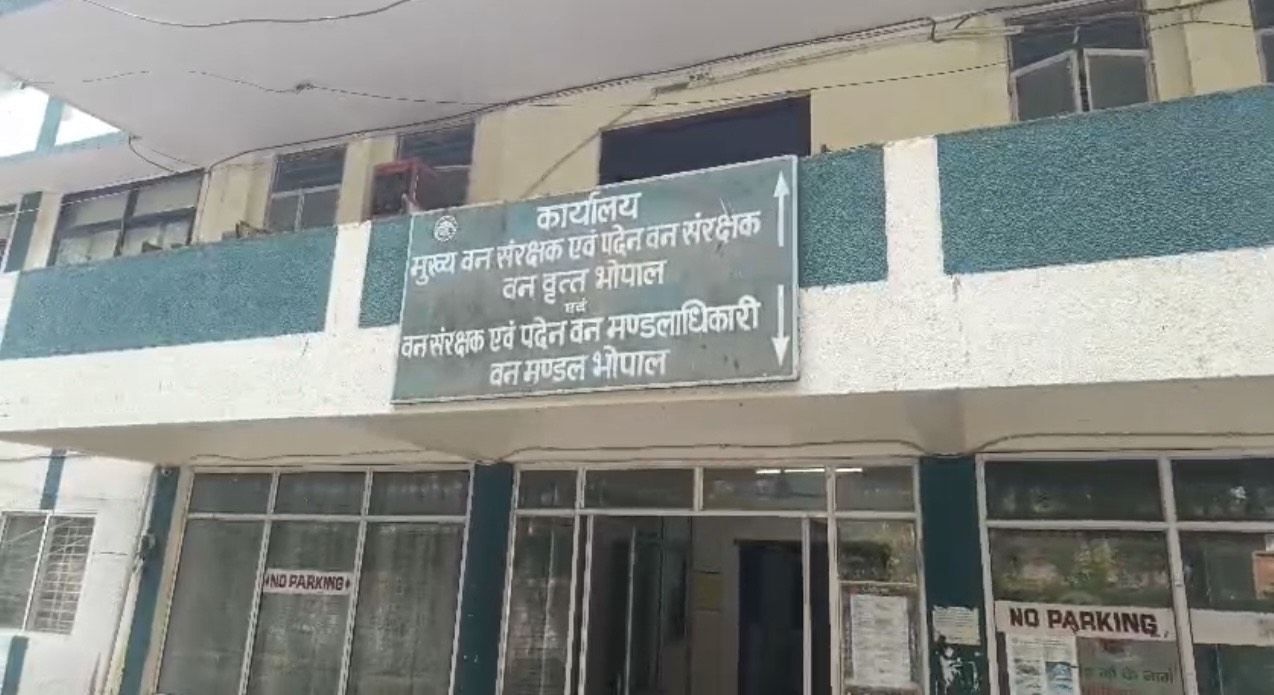 कार्यालय
मुख्य वन संरक्षक एवं पदेन वन संरक्षक
वन वृत्त भोपाल
एवं
वन संरक्षक एवं पदेन वन मण्डलाधिकारी
वन मण्डल भोपाल
NO PARKING
NO PARKING